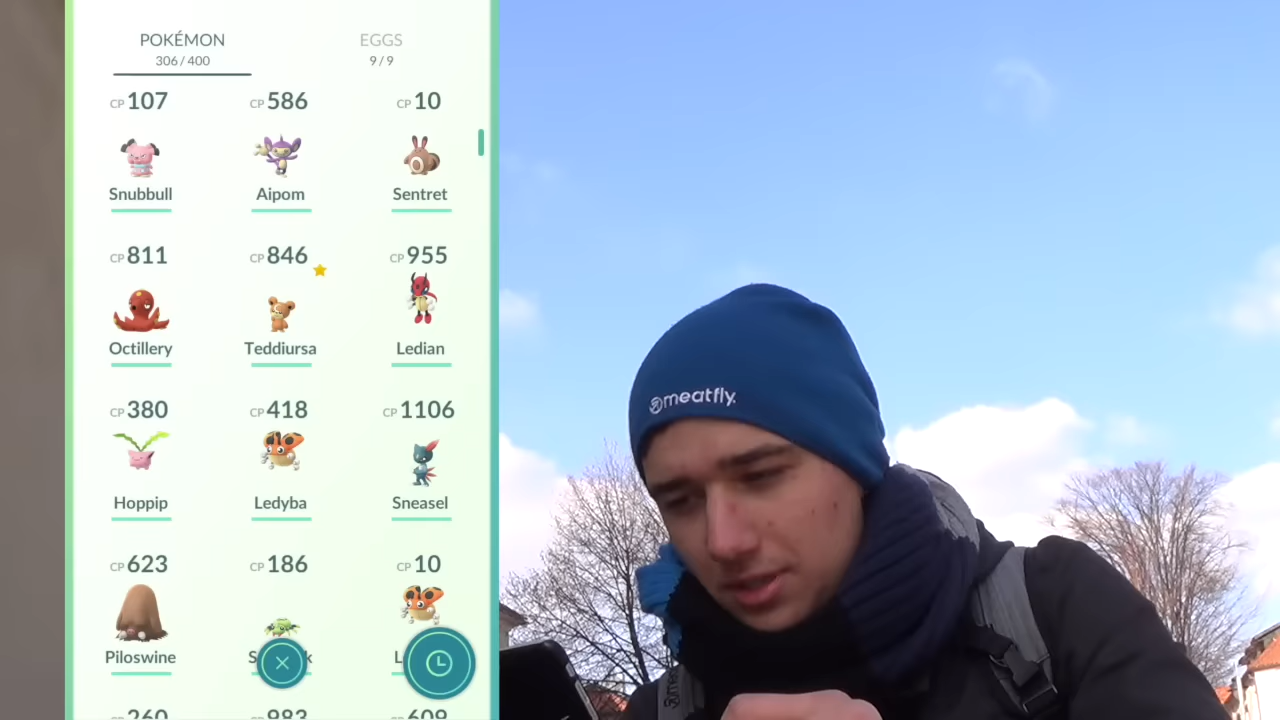 POKÉMON EGGS
306 / 400 9 / 9
CP 107 CP 586 CP 10
Snubbull Aipom Sentret
CP 811 CP 846 CP 955
Octillery Teddiursa Ledian
CP 380 CP 418 CP 1106
Hoppip Ledyba Sneasel
CP 623 CP 186 CP 10
Piloswine
meatfly.